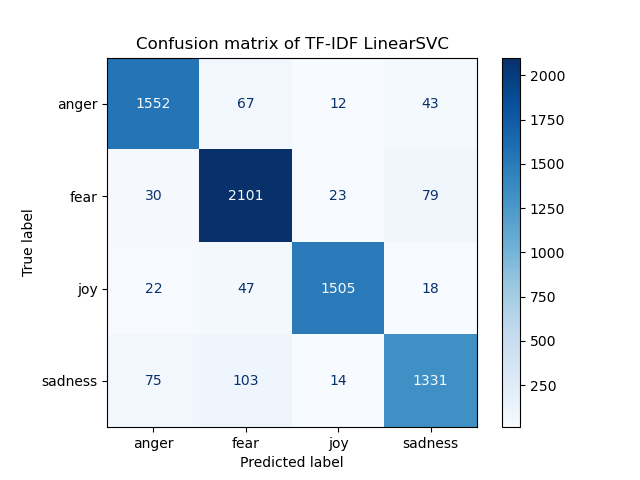 Confusion matrix of TF-IDF LinearSVC
anger 1552 67 12 43
fear 30 2101 23 79
joy 22 47 1505 18
sadness 75 103 14 1331
anger fear joy sadness
Predicted label
True label
2000
1750
1500
1250
1000
750
500
250